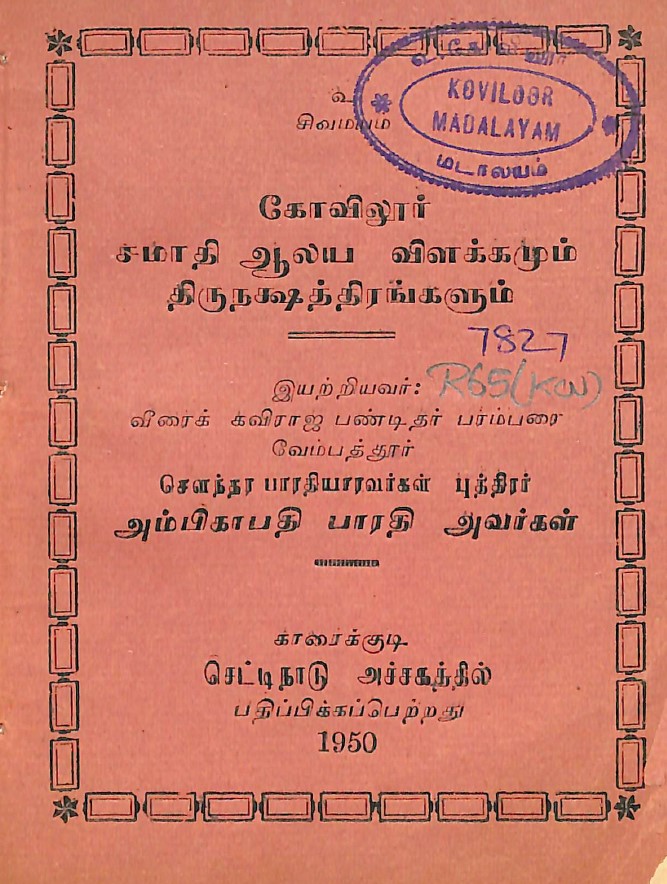 உ
சிவமயம்
KOVILOOR
MADALAYAM
மடாலயம்
கோவிலூர்
சமாதி ஆலய விளக்கமும்
திருநக்ஷத்திரங்களும்
7827
R65(KW)
இயற்றியவர்:
வீரைக் கவிராஜ பண்டிதர் பரம்பரை
வேம்பத்தூர்
சௌந்தர பாரதியாரவர்கள் புத்திரர்
அம்பிகாபதி பாரதி அவர்கள்
காரைக்குடி
செட்டிநாடு அச்சகத்தில்
பதிப்பிக்கப்பெற்றது
1950